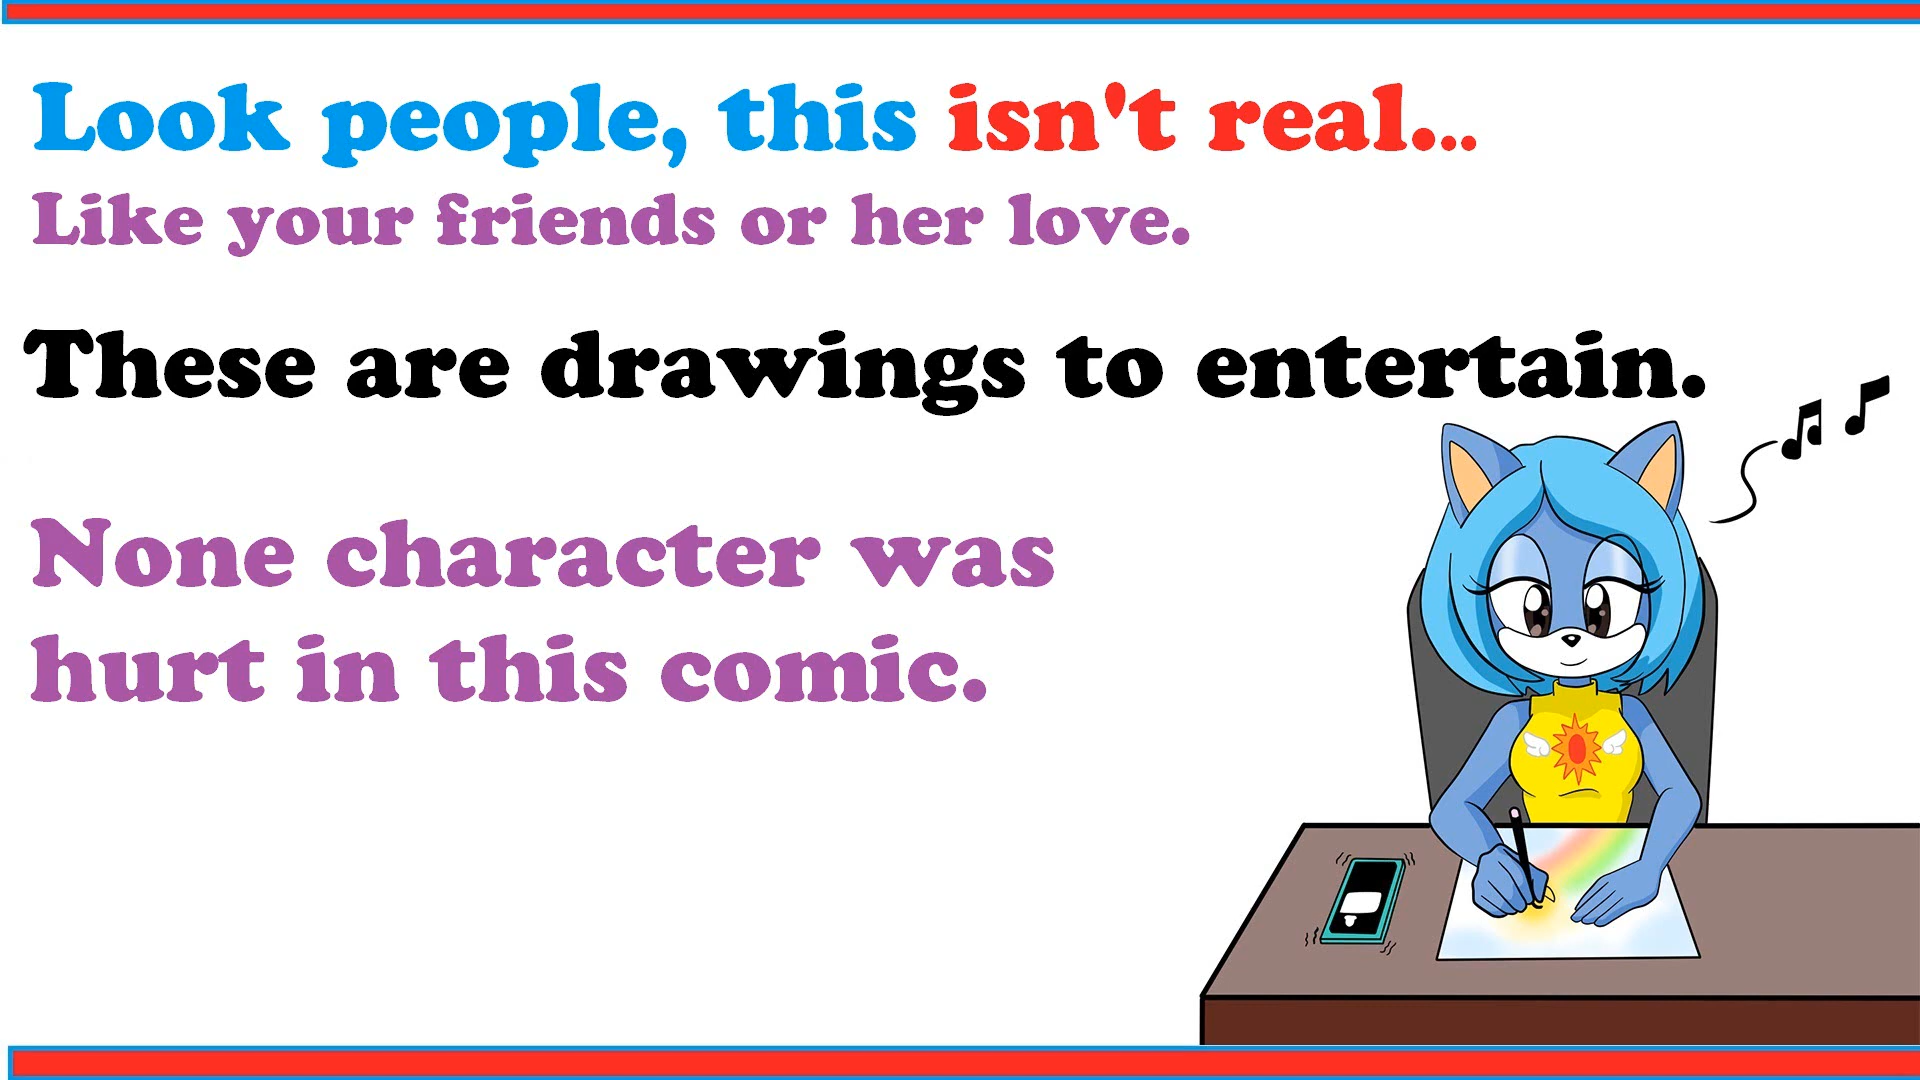 Look people, this isn't real...
Like your friends or her love.
These are drawings to entertain.
None character was
hurt in this comic.